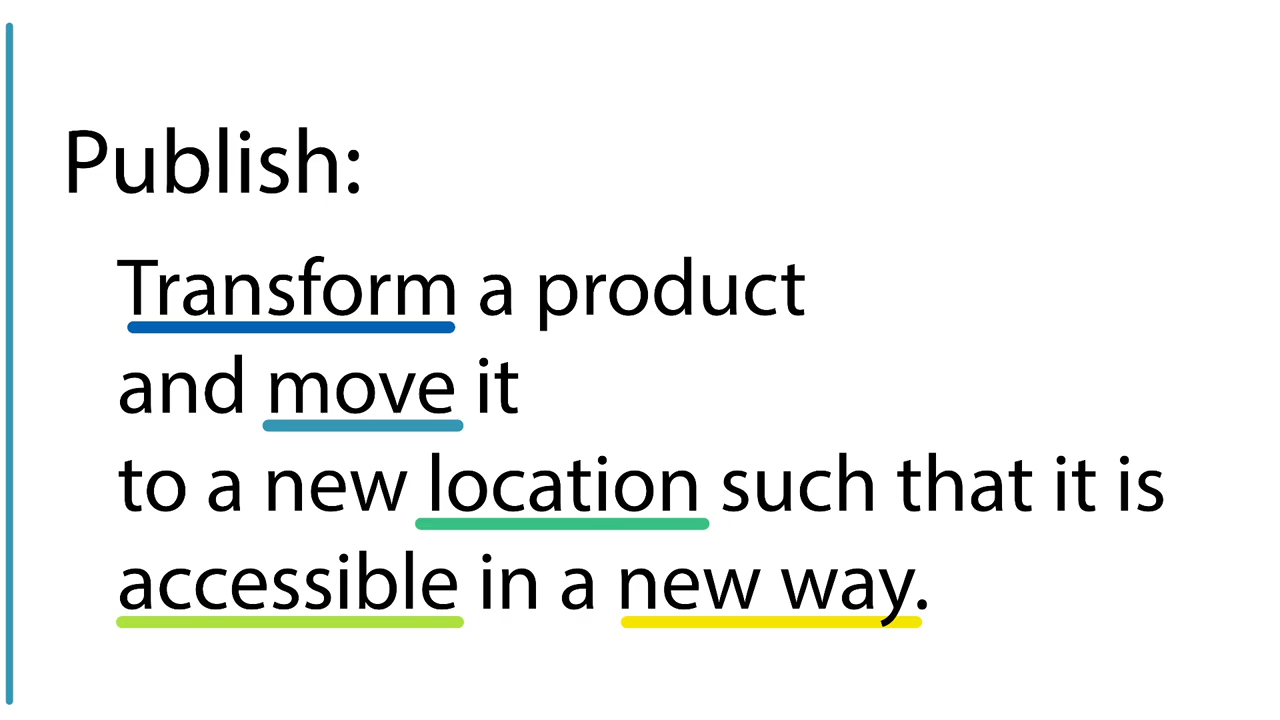 Publish:
Transform a product
and move it
to a new location such that it is
accessible in a new way.